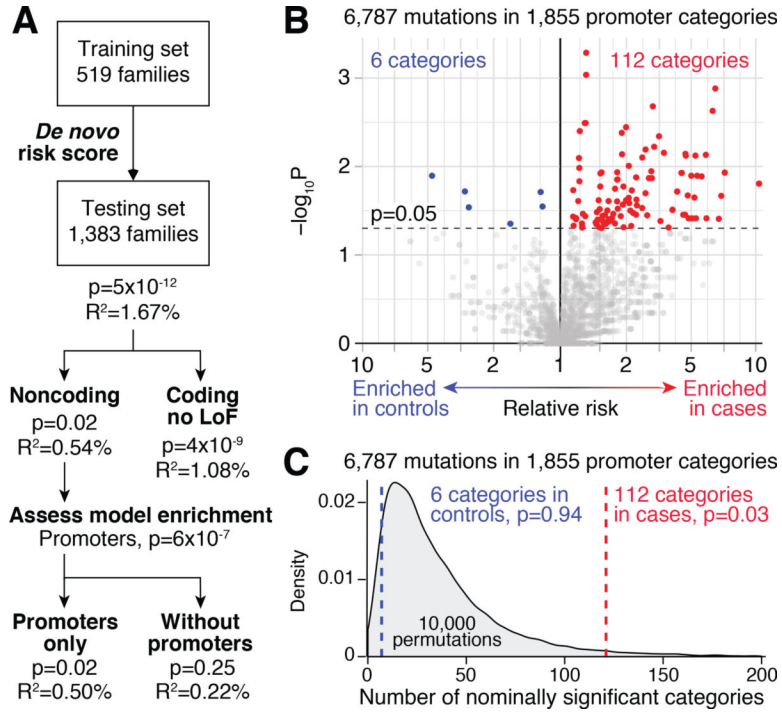 A
Training set
519 families
De novo
risk score
Testing set
1,383 families
p=5x10⁻¹²
R²=1.67%
Noncoding
p=0.02
R²=0.54%
Coding
no LoF
p=4x10⁻⁹
R²=1.08%
Assess model enrichment
Promoters, p=6x10⁻⁷
Promoters
only
p=0.02
R²=0.50%
Without
promoters
p=0.25
R²=0.22%
B
6,787 mutations in 1,855 promoter categories
6 categories
112 categories
−log₁₀P
3
2
1
0
p=0.05
10 5 2 1 2 5 10
Enriched
in controls
Relative risk
Enriched
in cases
C
6,787 mutations in 1,855 promoter categories
6 categories in
controls, p=0.94
112 categories
in cases, p=0.03
Density
0.02
0.01
0
10,000
permutations
0 50 100 150 200
Number of nominally significant categories